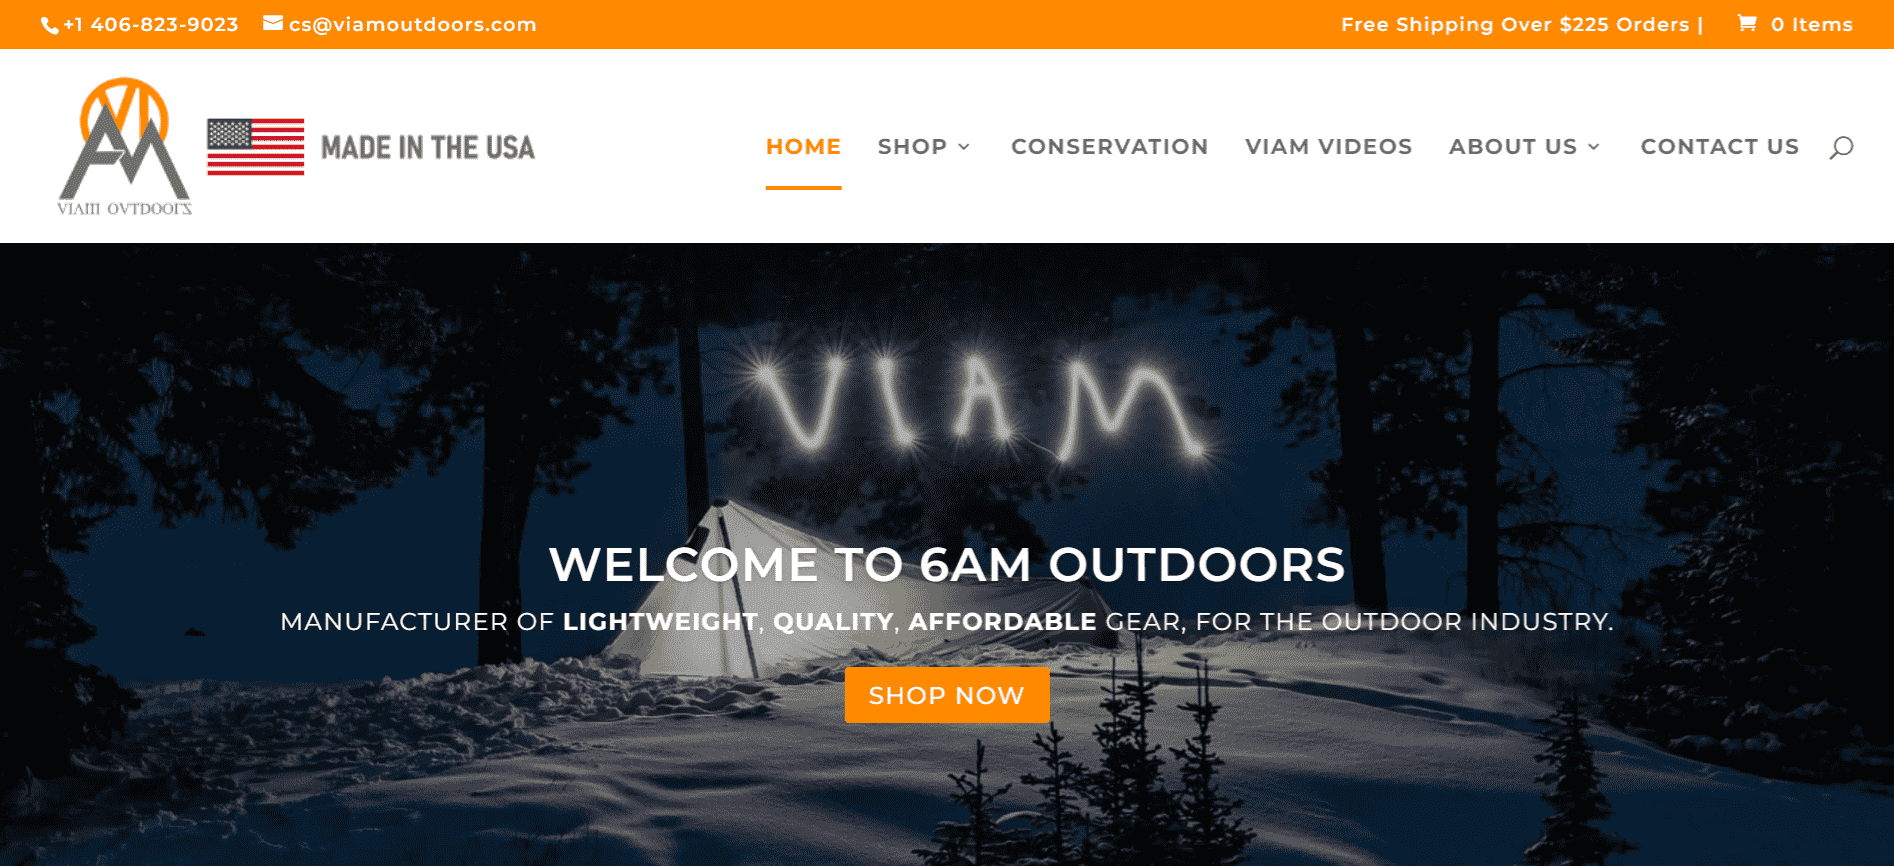 +1 406-823-9023 cs@viamoutdoors.com Free Shipping Over $225 Orders | 0 Items
VIAM OVTDOORS
MADE IN THE USA
HOME SHOP CONSERVATION VIAM VIDEOS ABOUT US CONTACT US
VIAM
WELCOME TO 6AM OUTDOORS
MANUFACTURER OF LIGHTWEIGHT, QUALITY, AFFORDABLE GEAR, FOR THE OUTDOOR INDUSTRY.
SHOP NOW